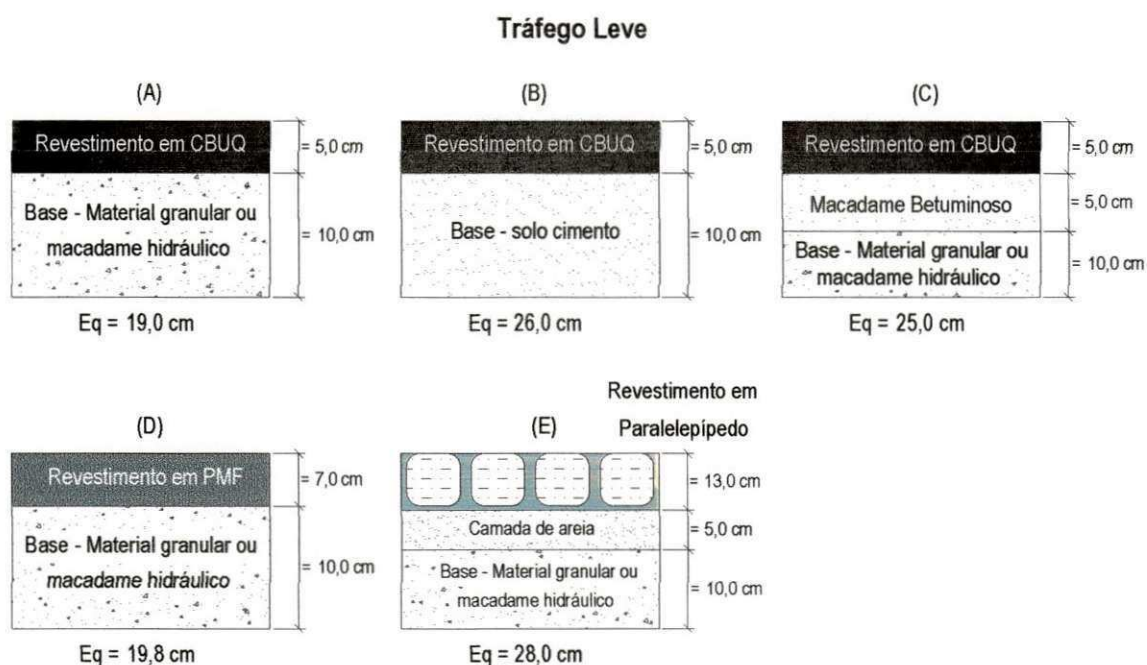 Tráfego Leve
(A)
Revestimento em CBUQ
= 5,0 cm
Base - Material granular ou
macadame hidráulico
= 10,0 cm
Eq = 19,0 cm
(B)
Revestimento em CBUQ
= 5,0 cm
Base - solo cimento
= 10,0 cm
Eq = 26,0 cm
(C)
Revestimento em CBUQ
= 5,0 cm
Macadame Betuminoso
= 5,0 cm
Base - Material granular ou
macadame hidráulico
= 10,0 cm
Eq = 25,0 cm
(D)
Revestimento em PMF
= 7,0 cm
Base - Material granular ou
macadame hidráulico
= 10,0 cm
Eq = 19,8 cm
(E)
Revestimento em
Paralelepípedo
= 13,0 cm
Camada de areia
= 5,0 cm
Base - Material granular ou
macadame hidráulico
= 10,0 cm
Eq = 28,0 cm